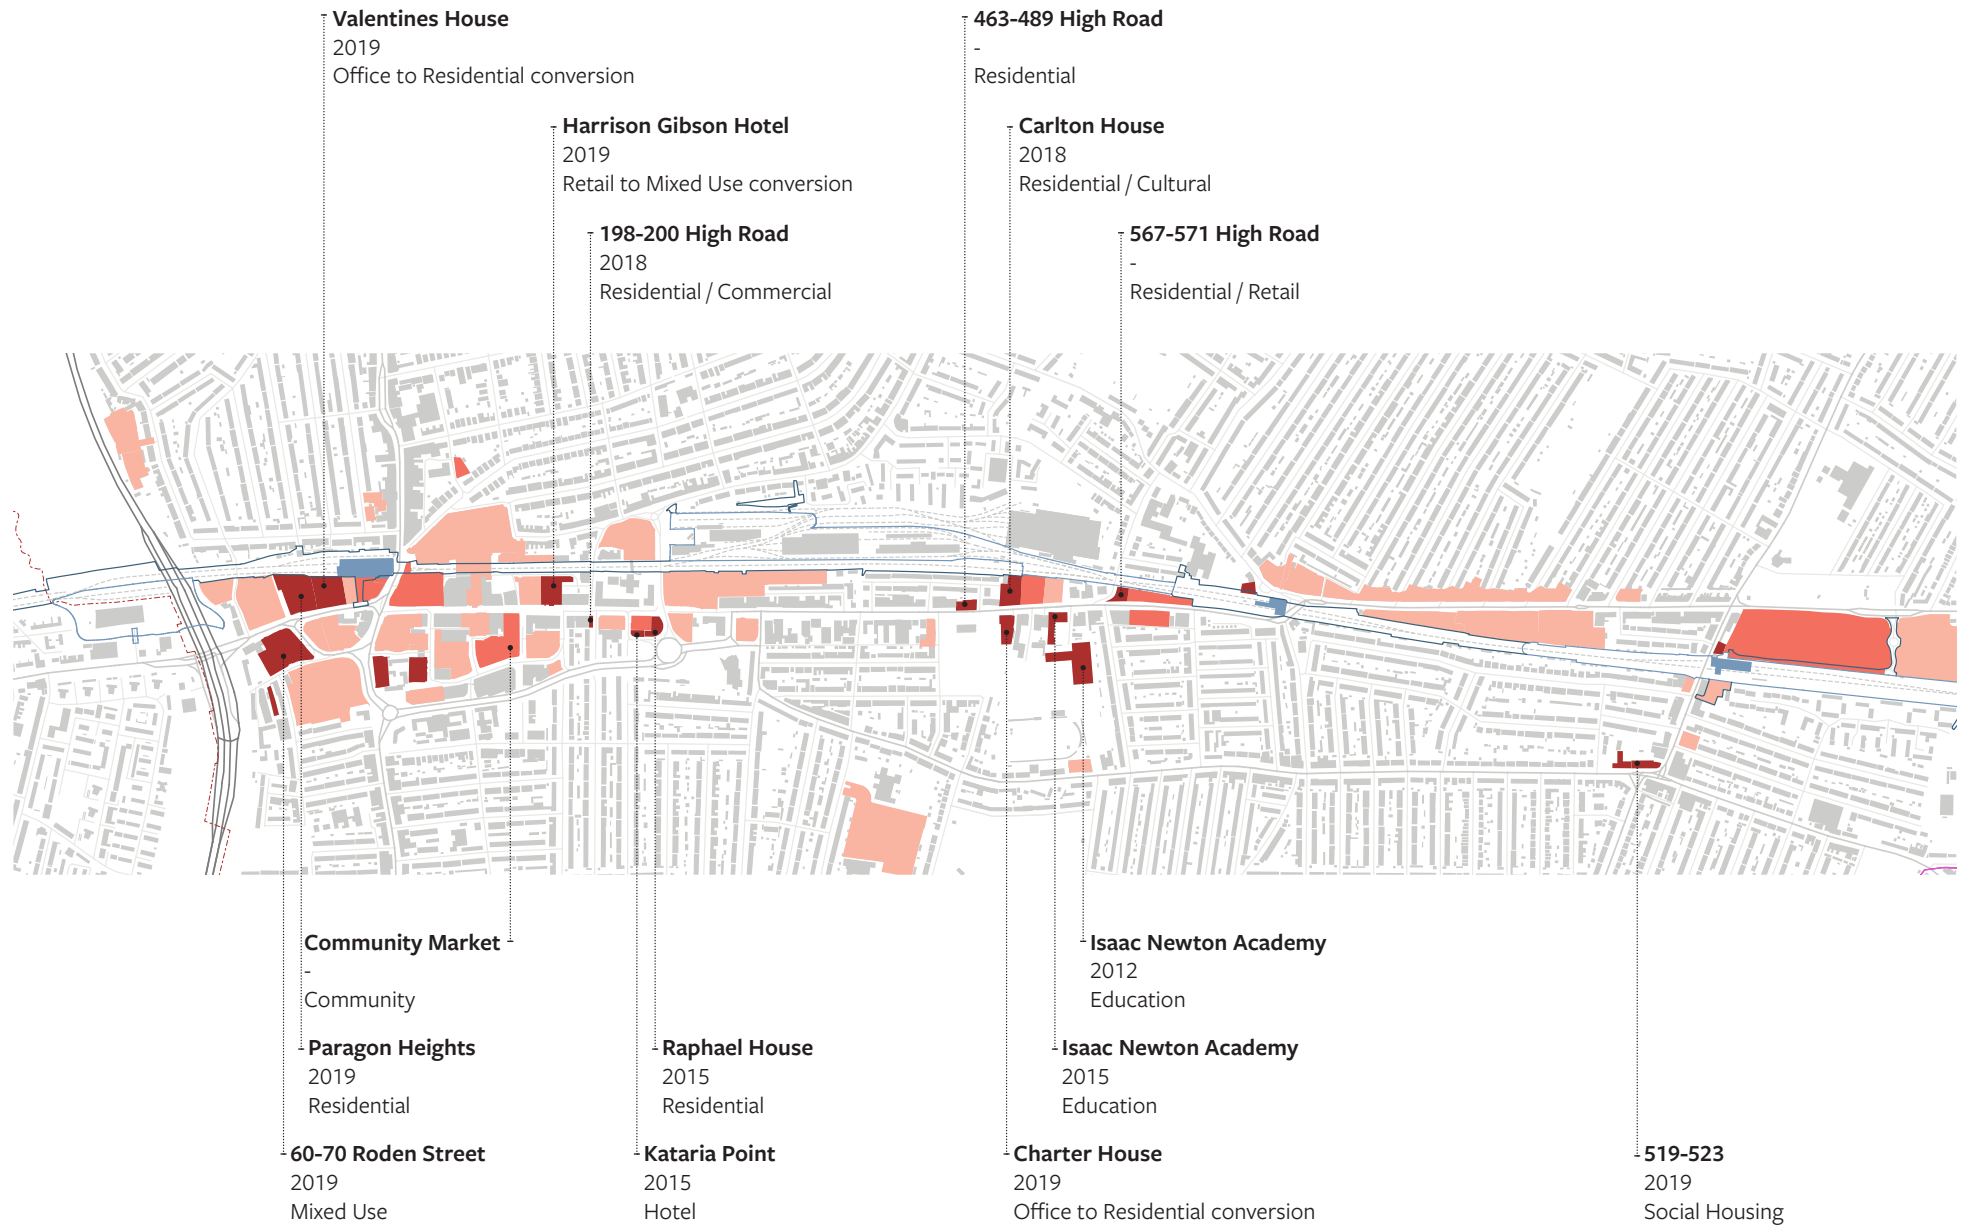 Valentines House
2019
Office to Residential conversion
463-489 High Road
-
Residential
Harrison Gibson Hotel
2019
Retail to Mixed Use conversion
Carlton House
2018
Residential / Cultural
198-200 High Road
2018
Residential / Commercial
567-571 High Road
-
Residential / Retail
Community Market
-
Community
Isaac Newton Academy
2012
Education
Paragon Heights
2019
Residential
Raphael House
2015
Residential
Isaac Newton Academy
2015
Education
60-70 Roden Street
2019
Mixed Use
Kataria Point
2015
Hotel
Charter House
2019
Office to Residential conversion
519-523
2019
Social Housing